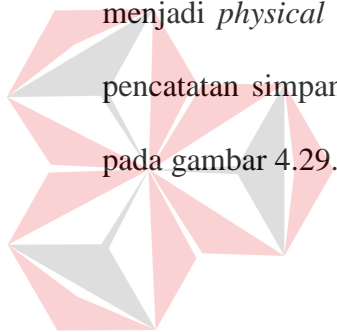 menjadi physical
pencatatan simpan
pada gambar 4.29.